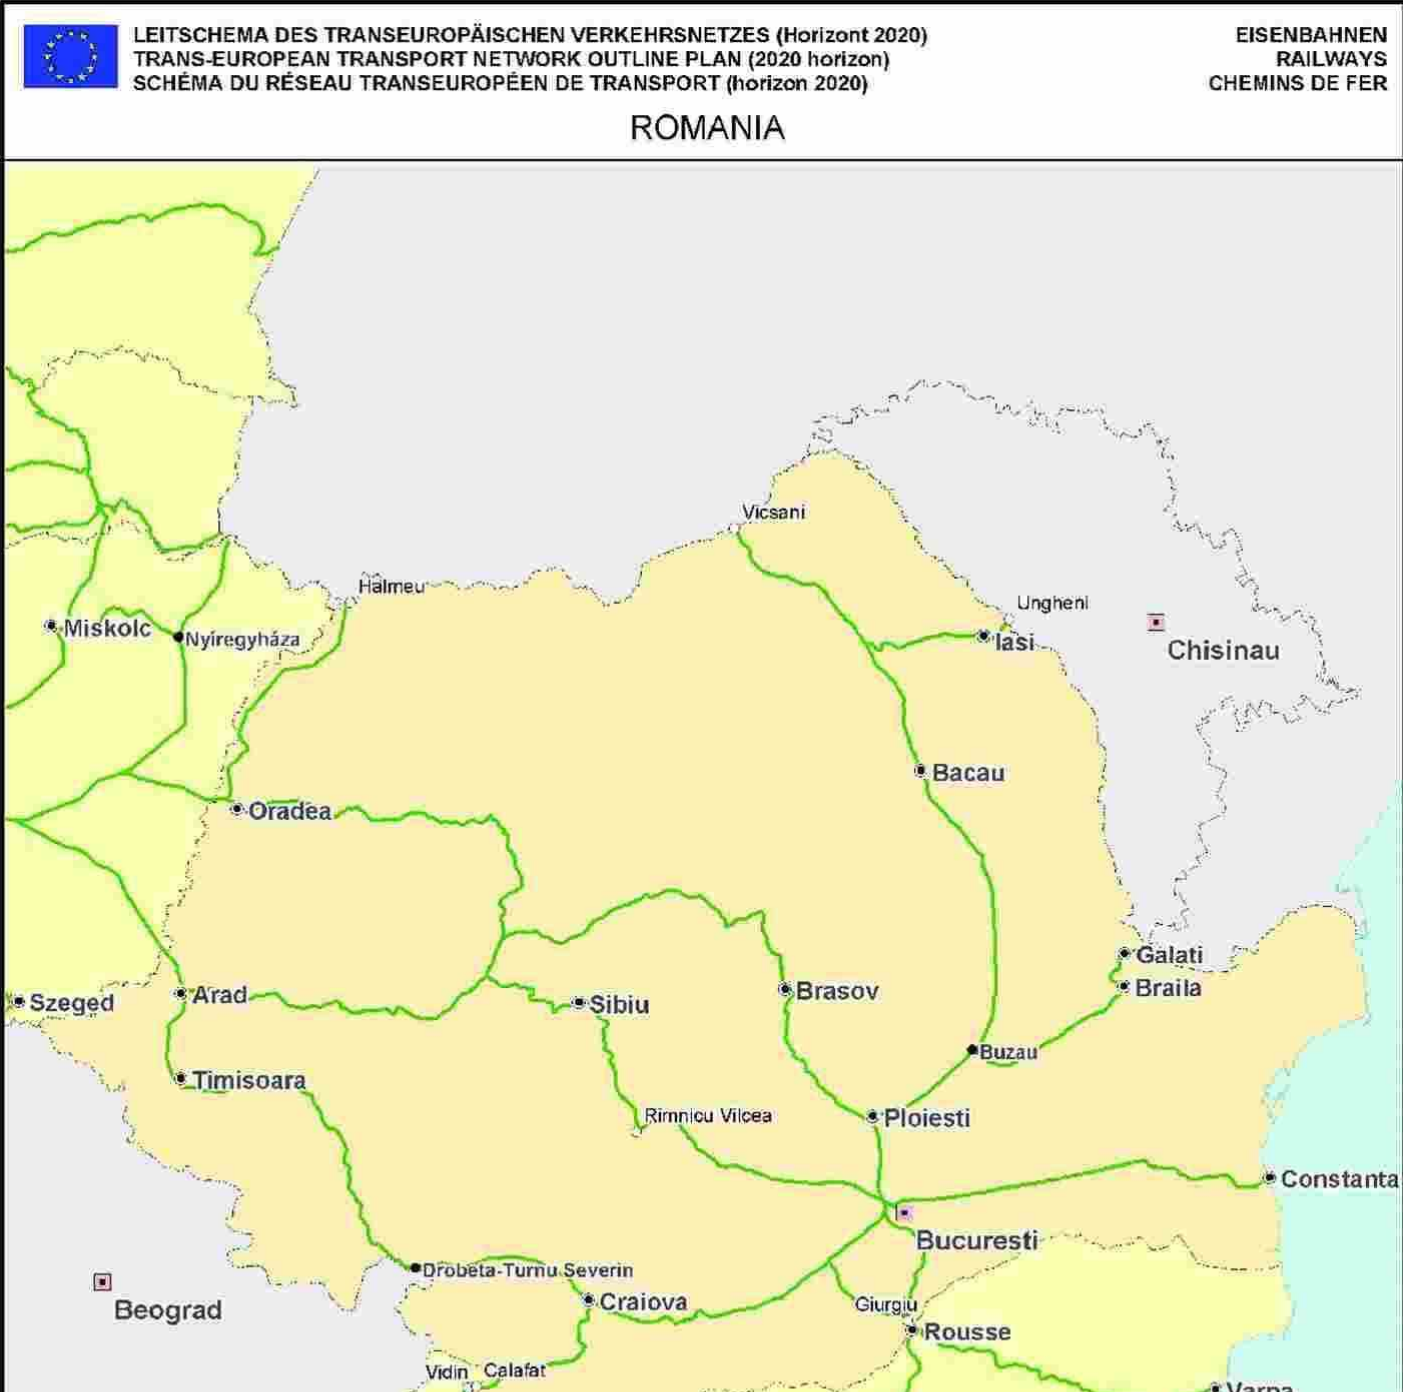 LEITSCHEMA DES TRANSEUROPÄISCHEN VERKEHRSNETZES (Horizont 2020)
TRANS-EUROPEAN TRANSPORT NETWORK OUTLINE PLAN (2020 horizon)
SCHÉMA DU RÉSEAU TRANSEUROPÉEN DE TRANSPORT (horizon 2020)
EISENBAHNEN
RAILWAYS
CHEMINS DE FER
ROMANIA
Vicsani
Halmeu
Ungheni
Miskolc
Nyíregyháza
Iasi
Chisinau
Bacau
Oradea
Galati
Braila
Szeged
Arad
Sibiu
Brasov
Buzau
Timisoara
Rimnicu Vilcea
Ploiesti
Constanta
Bucuresti
Drobeta-Turnu Severin
Beograd
Craiova
Giurgiu
Rousse
Vidin
Calafat
Varna